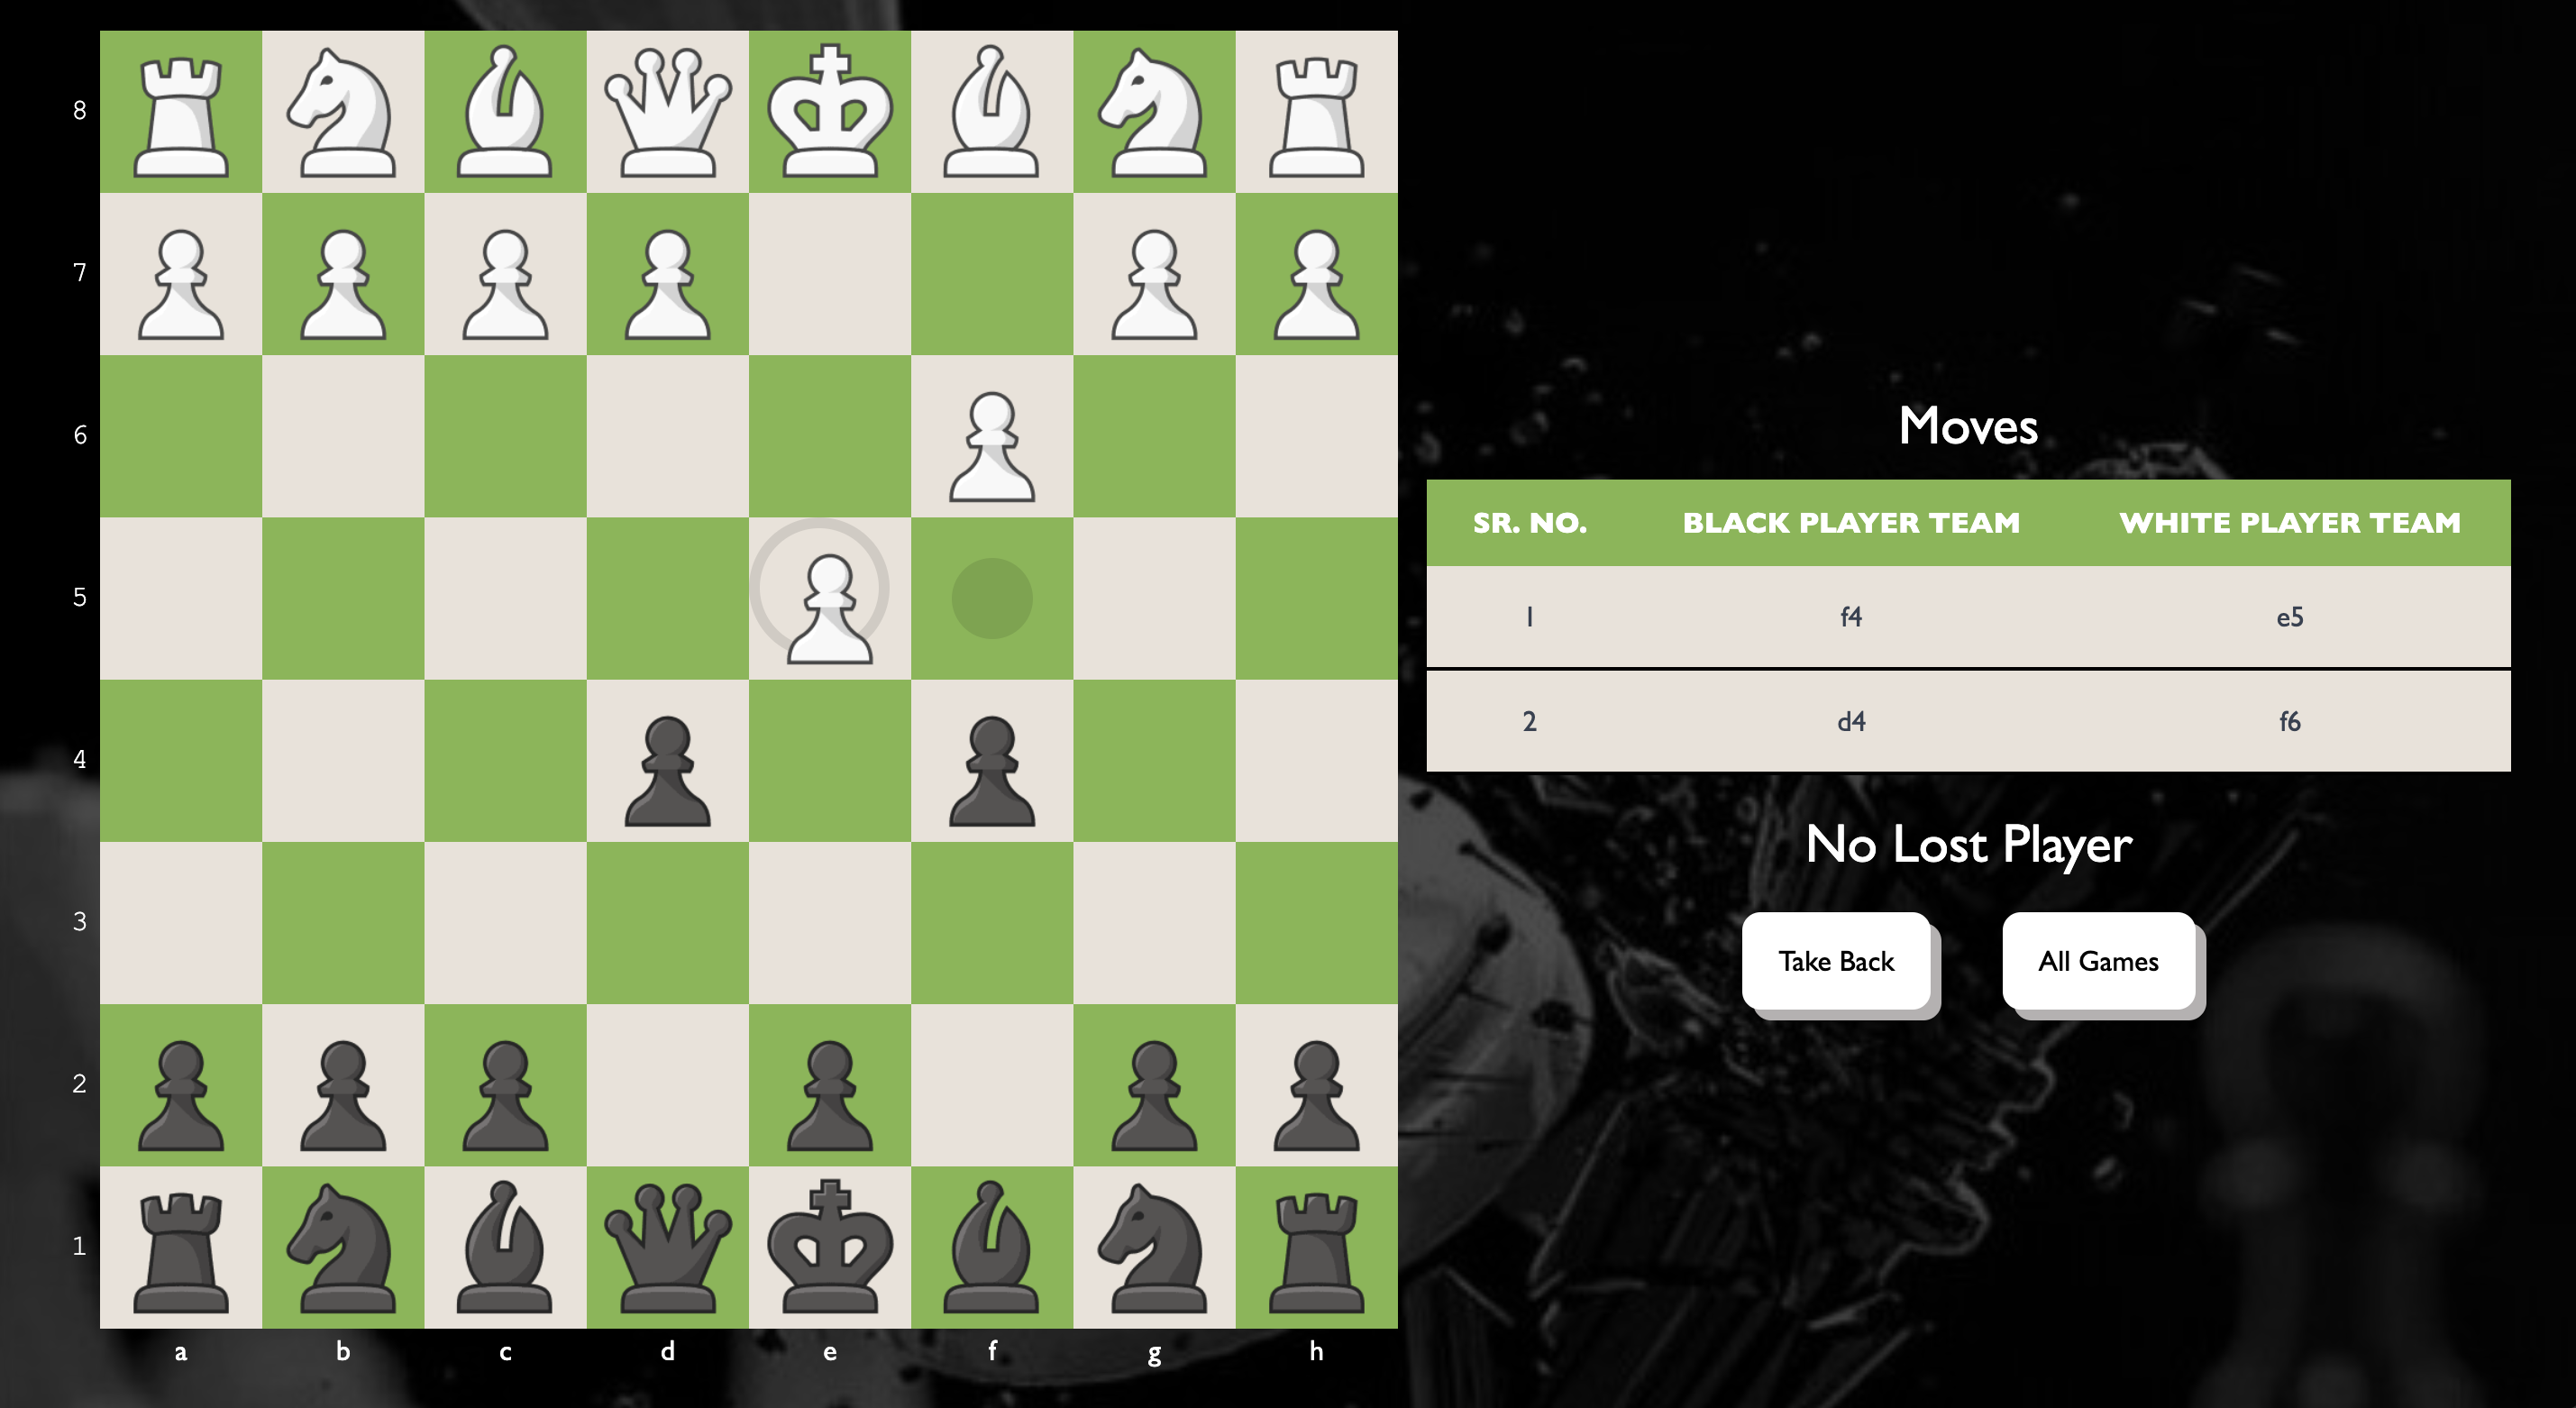 8
7
6
5
4
3
2
1
a b c d e f g h
Moves
SR. NO. BLACK PLAYER TEAM WHITE PLAYER TEAM
1 f4 e5
2 d4 f6
No Lost Player
Take Back All Games